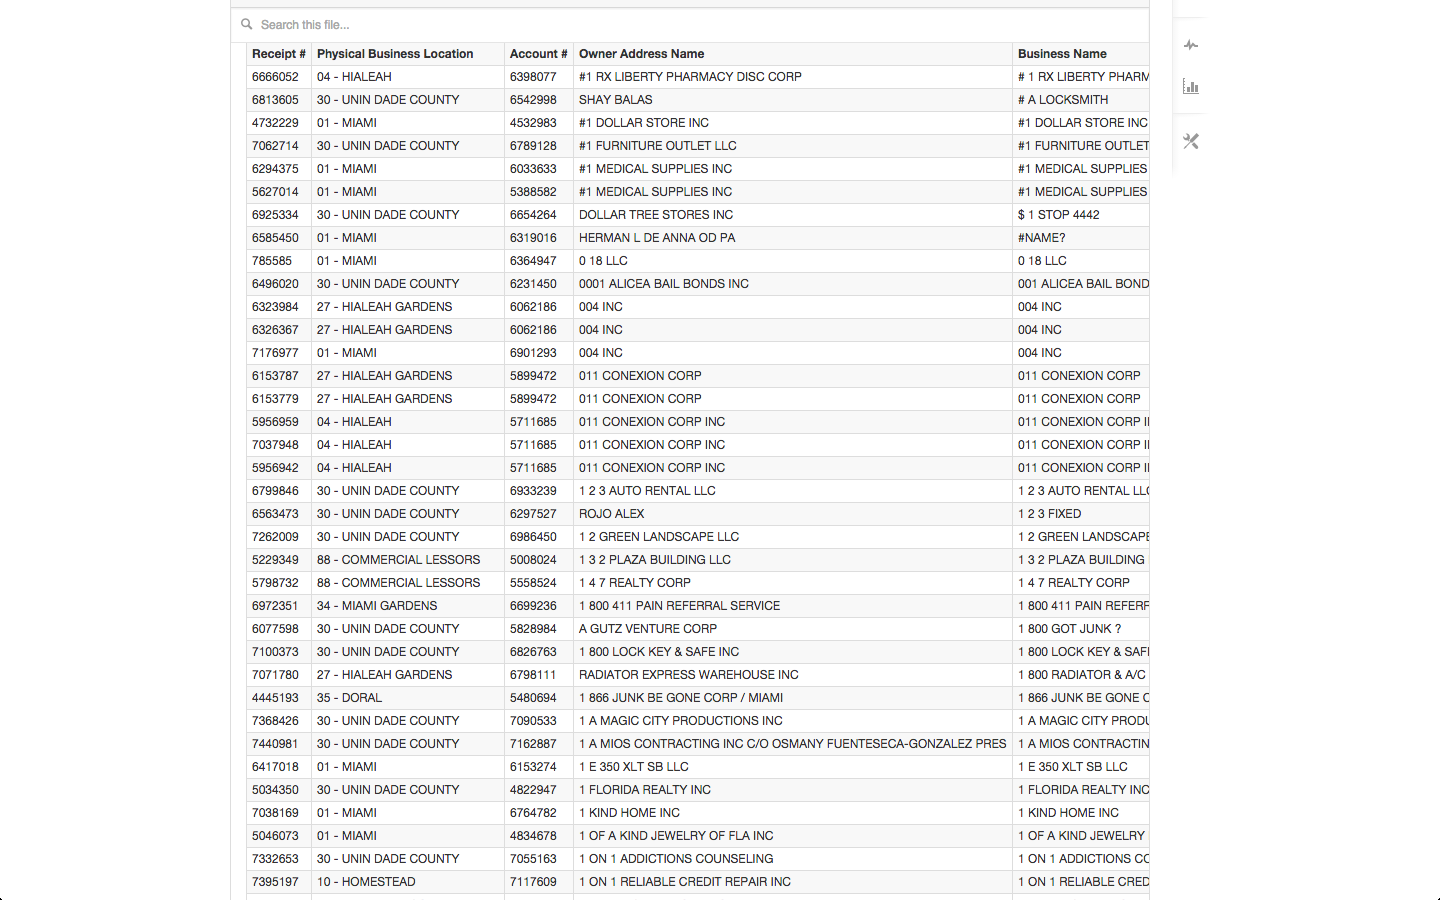 Search this file...
Receipt # Physical Business Location Account # Owner Address Name Business Name
6666052 04 - HIALEAH 6398077 #1 RX LIBERTY PHARMACY DISC CORP # 1 RX LIBERTY PHARM
6813605 30 - UNIN DADE COUNTY 6542998 SHAY BALAS # A LOCKSMITH
4732229 01 - MIAMI 4532983 #1 DOLLAR STORE INC #1 DOLLAR STORE INC
7062714 30 - UNIN DADE COUNTY 6789128 #1 FURNITURE OUTLET LLC #1 FURNITURE OUTLET
6294375 01 - MIAMI 6033633 #1 MEDICAL SUPPLIES INC #1 MEDICAL SUPPLIES
5627014 01 - MIAMI 5388582 #1 MEDICAL SUPPLIES INC #1 MEDICAL SUPPLIES
6925334 30 - UNIN DADE COUNTY 6654264 DOLLAR TREE STORES INC $ 1 STOP 4442
6585450 01 - MIAMI 6319016 HERMAN L DE ANNA OD PA #NAME?
785585 01 - MIAMI 6364947 0 18 LLC 0 18 LLC
6496020 30 - UNIN DADE COUNTY 6231450 0001 ALICEA BAIL BONDS INC 001 ALICEA BAIL BOND
6323984 27 - HIALEAH GARDENS 6062186 004 INC 004 INC
6326367 27 - HIALEAH GARDENS 6062186 004 INC 004 INC
7176977 01 - MIAMI 6901293 004 INC 004 INC
6153787 27 - HIALEAH GARDENS 5899472 011 CONEXION CORP 011 CONEXION CORP
6153779 27 - HIALEAH GARDENS 5899472 011 CONEXION CORP 011 CONEXION CORP
5956959 04 - HIALEAH 5711685 011 CONEXION CORP INC 011 CONEXION CORP I
7037948 04 - HIALEAH 5711685 011 CONEXION CORP INC 011 CONEXION CORP I
5956942 04 - HIALEAH 5711685 011 CONEXION CORP INC 011 CONEXION CORP I
6799846 30 - UNIN DADE COUNTY 6933239 1 2 3 AUTO RENTAL LLC 1 2 3 AUTO RENTAL LLC
6563473 30 - UNIN DADE COUNTY 6297527 ROJO ALEX 1 2 3 FIXED
7262009 30 - UNIN DADE COUNTY 6986450 1 2 GREEN LANDSCAPE LLC 1 2 GREEN LANDSCAPE
5229349 88 - COMMERCIAL LESSORS 5008024 1 3 2 PLAZA BUILDING LLC 1 3 2 PLAZA BUILDING
5798732 88 - COMMERCIAL LESSORS 5558524 1 4 7 REALTY CORP 1 4 7 REALTY CORP
6972351 34 - MIAMI GARDENS 6699236 1 800 411 PAIN REFERRAL SERVICE 1 800 411 PAIN REFERR
6077598 30 - UNIN DADE COUNTY 5828984 A GUTZ VENTURE CORP 1 800 GOT JUNK ?
7100373 30 - UNIN DADE COUNTY 6826763 1 800 LOCK KEY & SAFE INC 1 800 LOCK KEY & SAF
7071780 27 - HIALEAH GARDENS 6798111 RADIATOR EXPRESS WAREHOUSE INC 1 800 RADIATOR & A/C
4445193 35 - DORAL 5480694 1 866 JUNK BE GONE CORP / MIAMI 1 866 JUNK BE GONE C
7368426 30 - UNIN DADE COUNTY 7090533 1 A MAGIC CITY PRODUCTIONS INC 1 A MAGIC CITY PRODU
7440981 30 - UNIN DADE COUNTY 7162887 1 A MIOS CONTRACTING INC C/O OSMANY FUENTESECA-GONZALEZ PRES 1 A MIOS CONTRACTIN
6417018 01 - MIAMI 6153274 1 E 350 XLT SB LLC 1 E 350 XLT SB LLC
5034350 30 - UNIN DADE COUNTY 4822947 1 FLORIDA REALTY INC 1 FLORIDA REALTY INC
7038169 01 - MIAMI 6764782 1 KIND HOME INC 1 KIND HOME INC
5046073 01 - MIAMI 4834678 1 OF A KIND JEWELRY OF FLA INC 1 OF A KIND JEWELRY
7332653 30 - UNIN DADE COUNTY 7055163 1 ON 1 ADDICTIONS COUNSELING 1 ON 1 ADDICTIONS CO
7395197 10 - HOMESTEAD 7117609 1 ON 1 RELIABLE CREDIT REPAIR INC 1 ON 1 RELIABLE CRED